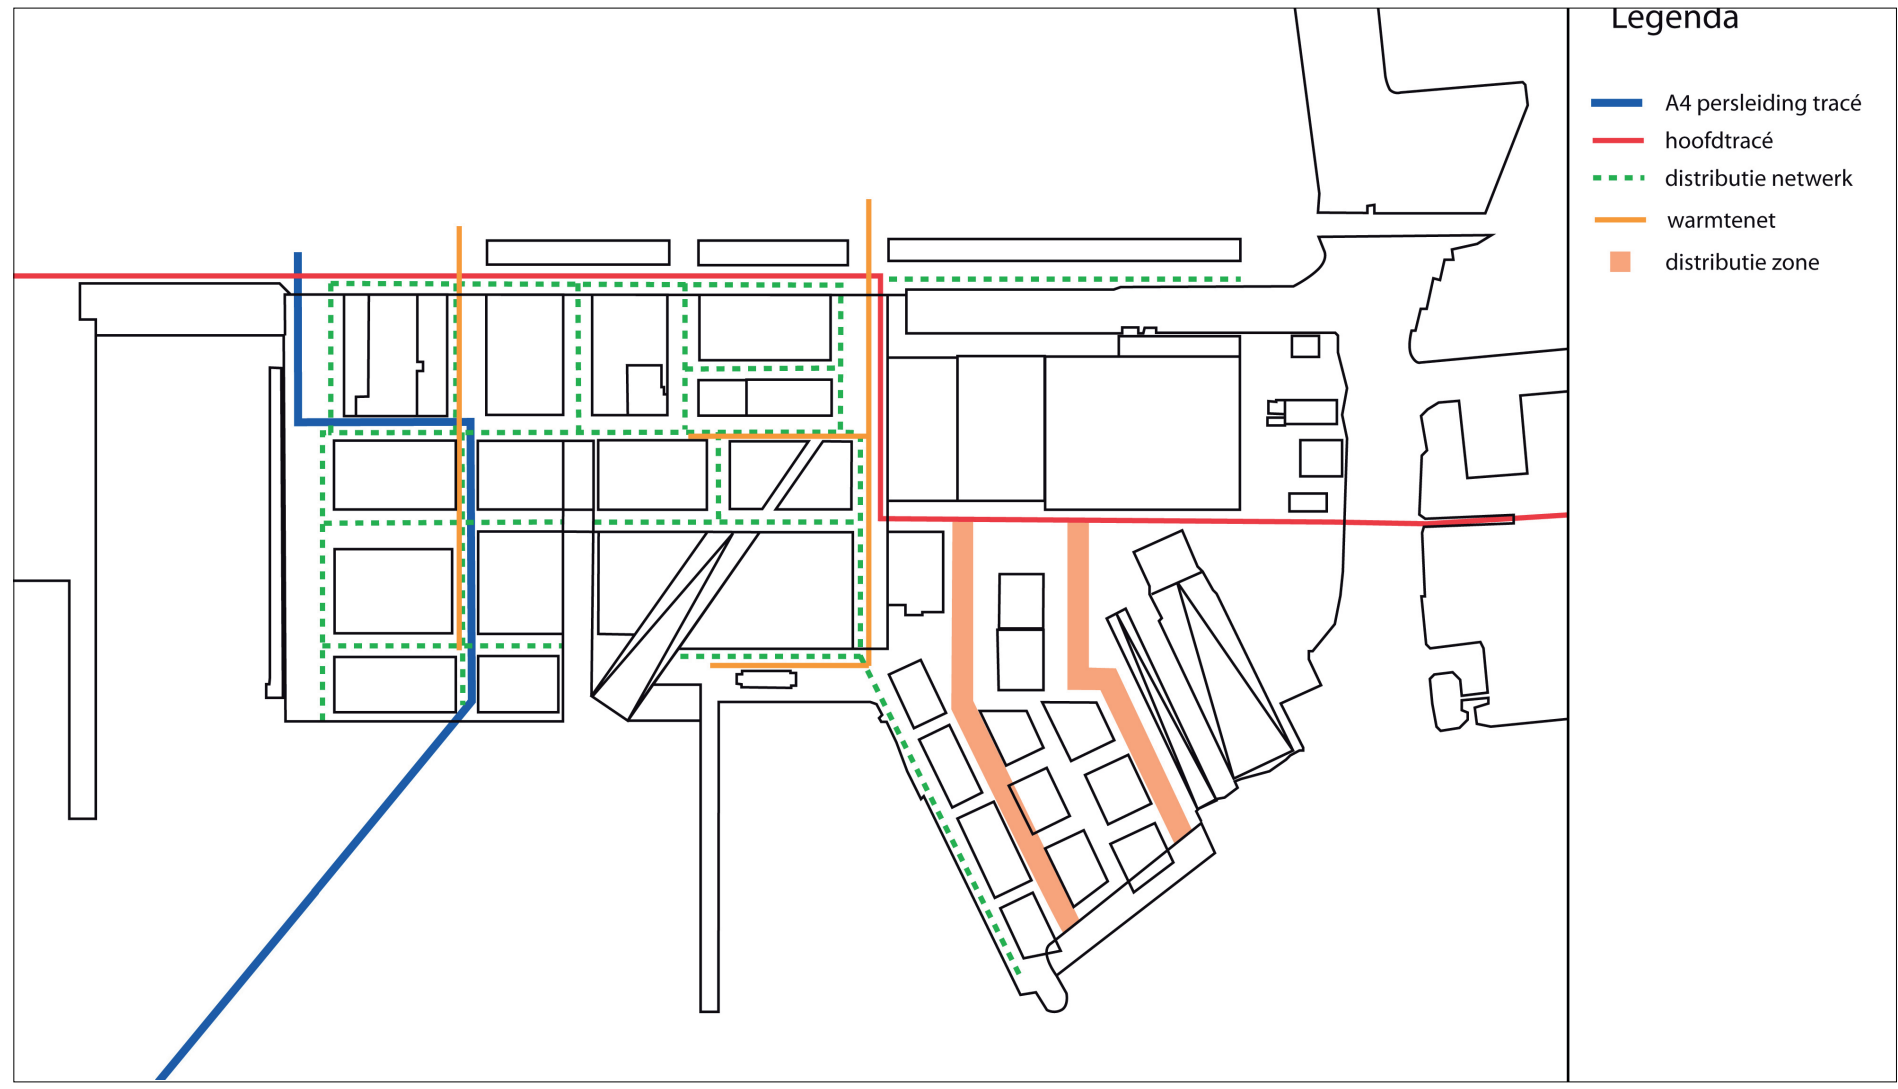 Legenda
A4 persleiding tracé
hoofdtracé
distributie netwerk
warmtenet
distributie zone